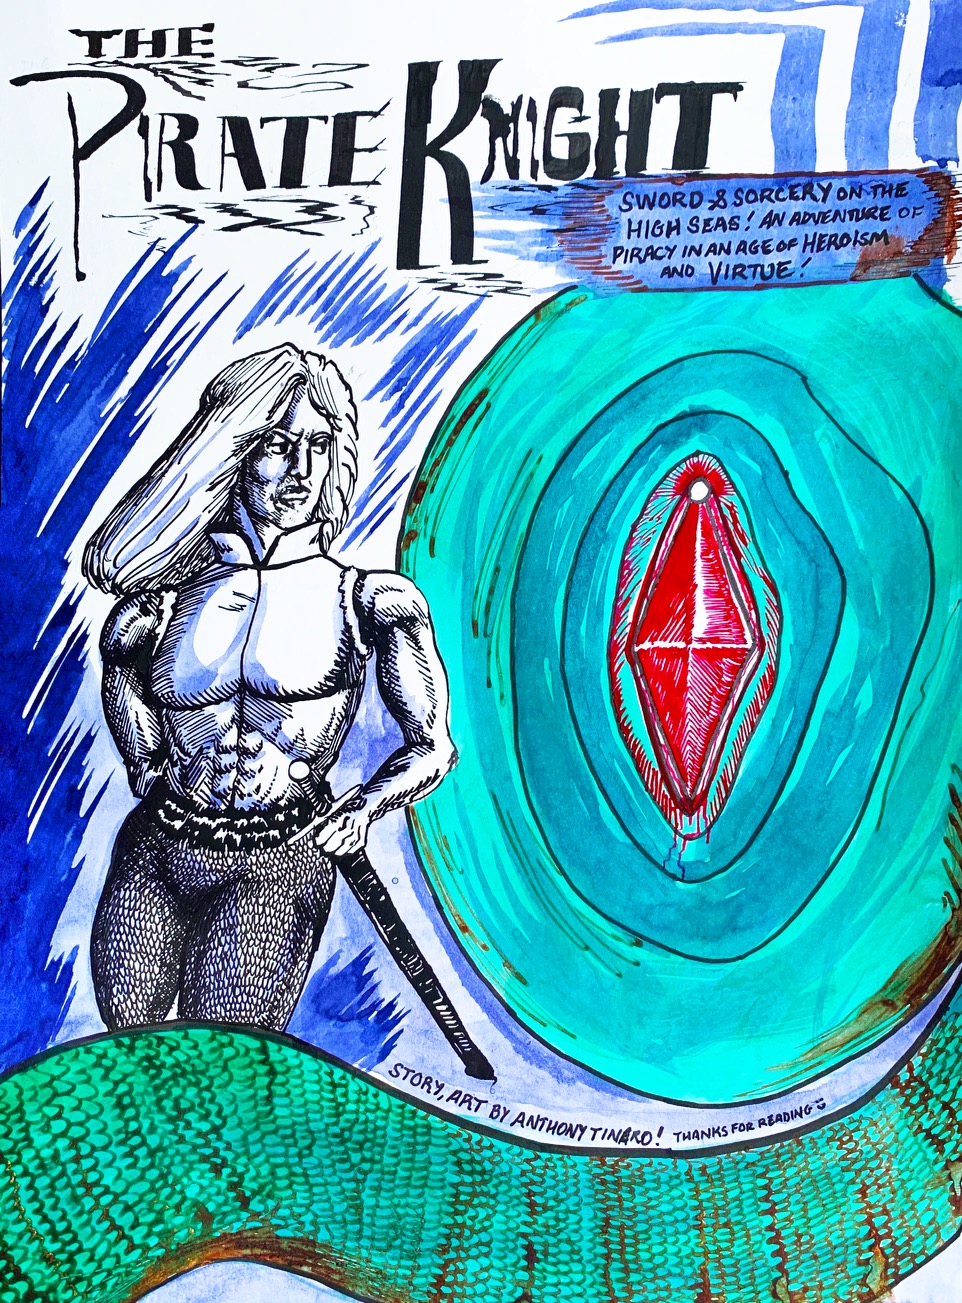 THE
PIRATE KNIGHT
SWORD & SORCERY ON THE
HIGH SEAS! AN ADVENTURE OF
PIRACY IN AN AGE OF HEROISM
AND VIRTUE!
STORY, ART BY ANTHONY TINARO! THANKS FOR READING